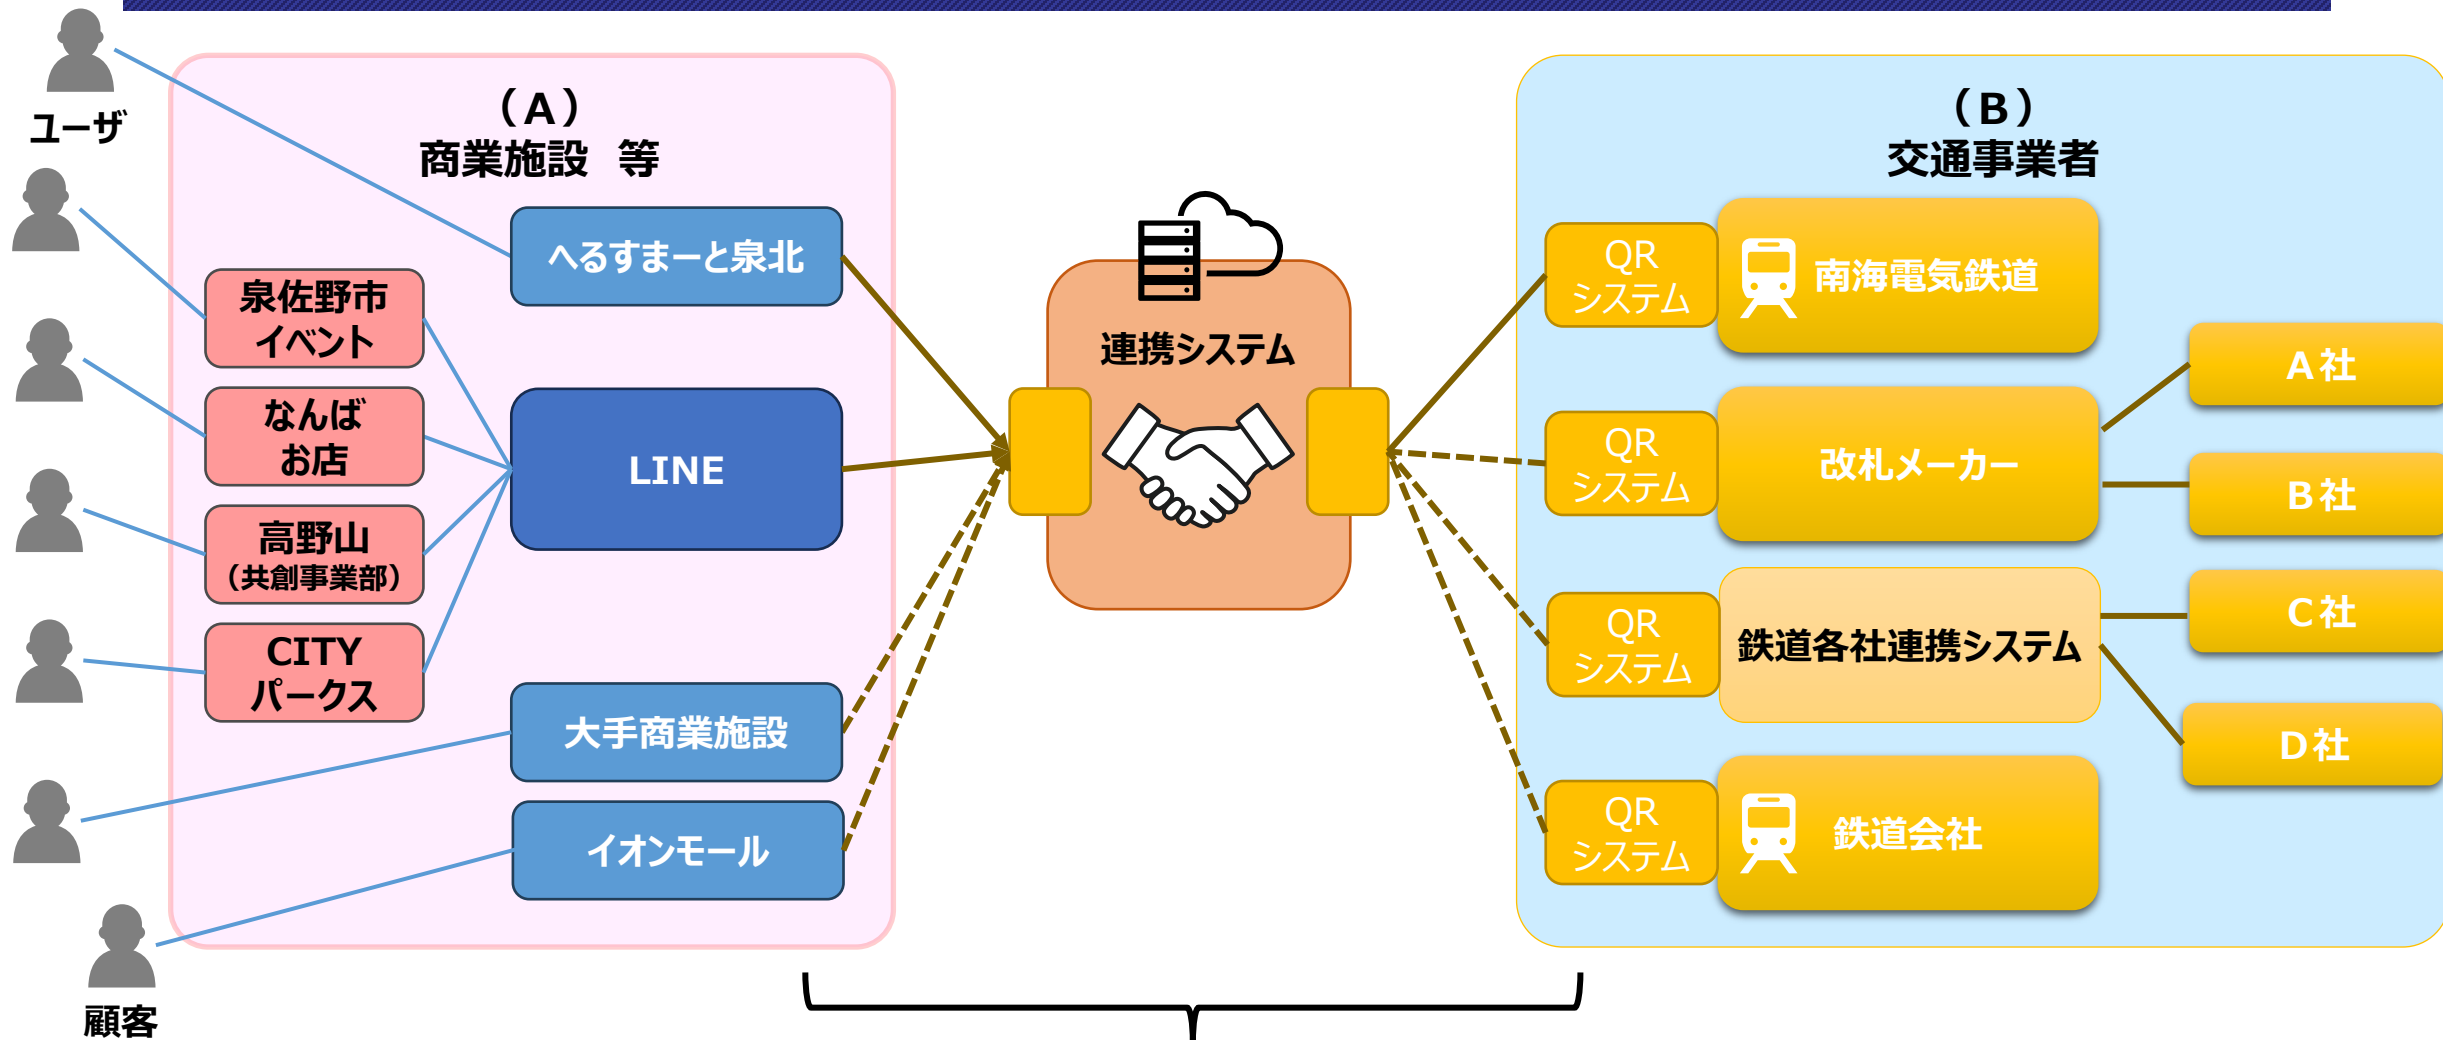 ユーザ
（A）
商業施設　等
へるすまーと泉北
泉佐野市
イベント
なんば
お店
高野山
（共創事業部）
CITY
パークス
LINE
大手商業施設
イオンモール
顧客
連携システム
（B）
交通事業者
QR
システム
南海電気鉄道
QR
システム
改札メーカー
QR
システム
鉄道各社連携システム
QR
システム
鉄道会社
A社
B社
C社
D社